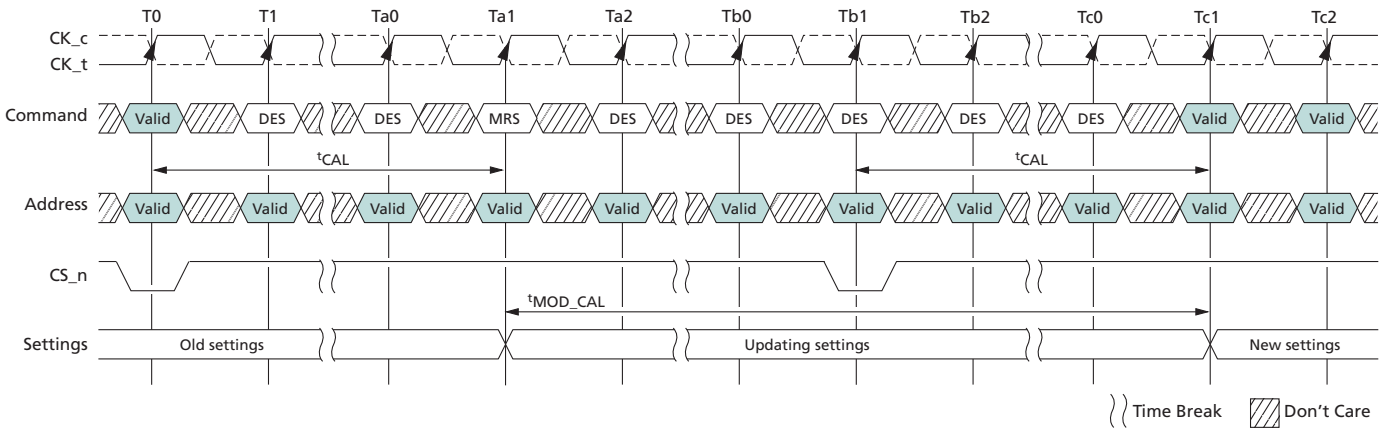 T0 T1 Ta0 Ta1 Ta2 Tb0 Tb1 Tb2 Tc0 Tc1 Tc2
CK_c
CK_t
Command Valid DES DES MRS DES DES DES DES DES Valid Valid
tCAL tCAL
Address Valid Valid Valid Valid Valid Valid Valid Valid Valid Valid Valid
CS_n
tMOD_CAL
Settings Old settings Updating settings New settings
Time Break Don't Care